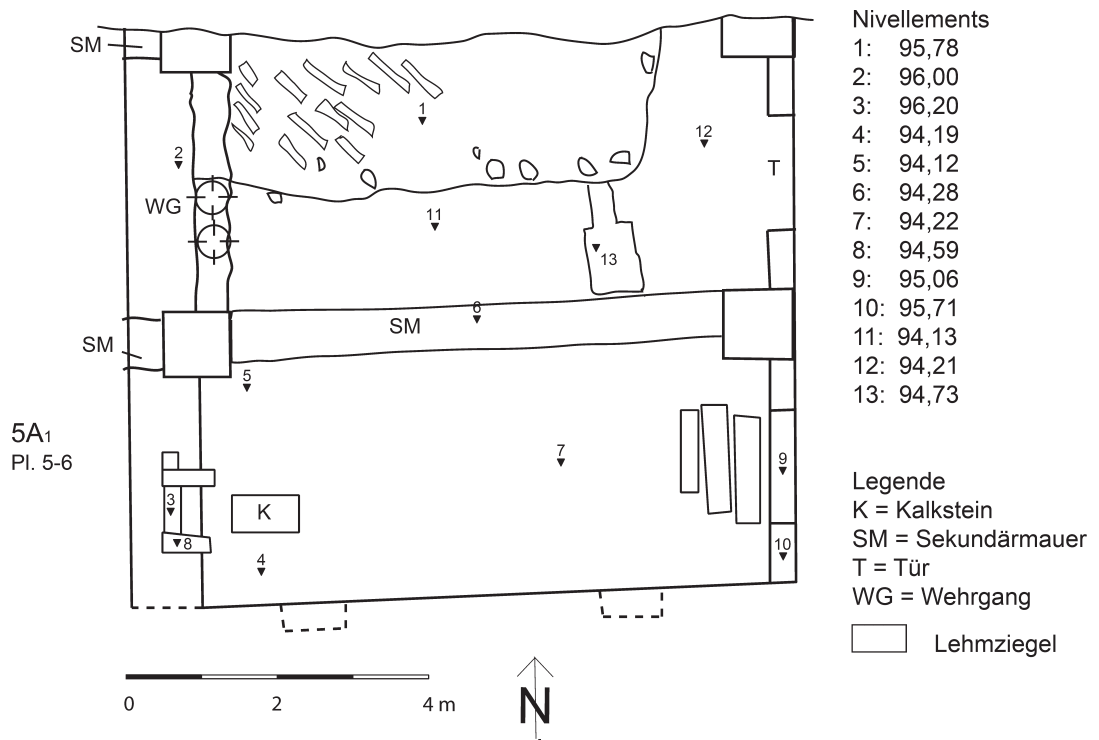 SM
1
2
12
T
WG
11
13
6
SM
SM
5
5A1
Pl. 5-6
7
9
3
K
8
4
10
0 2 4 m
N
Nivellements
1: 95,78
2: 96,00
3: 96,20
4: 94,19
5: 94,12
6: 94,28
7: 94,22
8: 94,59
9: 95,06
10: 95,71
11: 94,13
12: 94,21
13: 94,73
Legende
K = Kalkstein
SM = Sekundärmauer
T = Tür
WG = Wehrgang
Lehmziegel